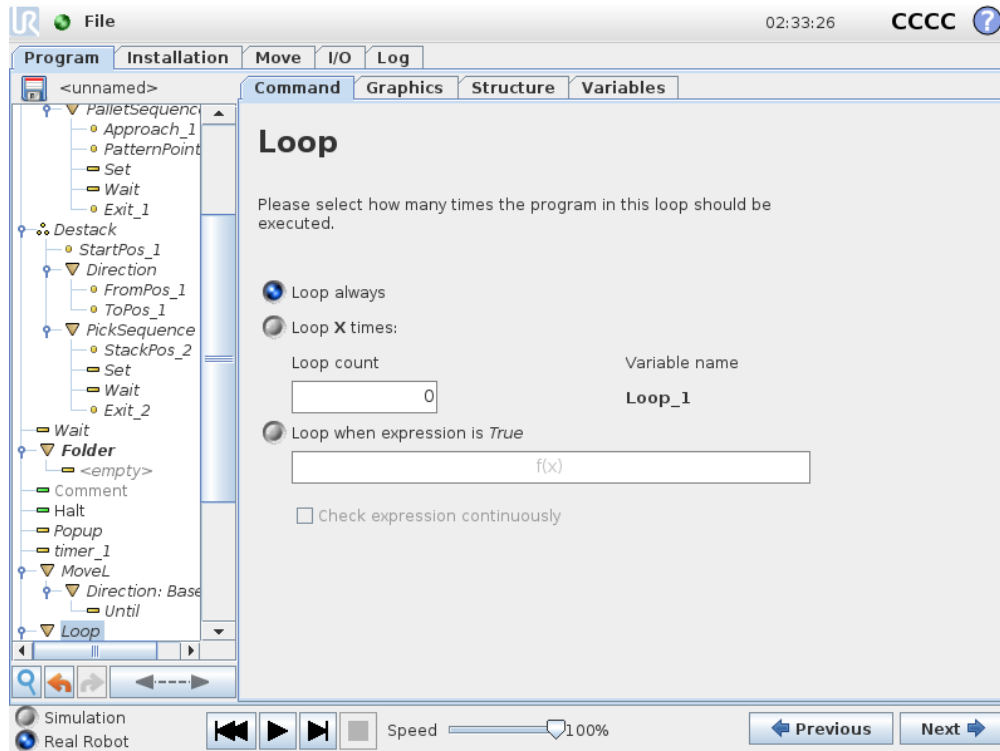 UR File 02:33:26 CCCC ?
Program Installation Move I/O Log
<unnamed>
Command Graphics Structure Variables
PalletSequenc
Approach_1
PatternPoint
Set
Wait
Exit_1
Destack
StartPos_1
Direction
FromPos_1
ToPos_1
PickSequence
StackPos_2
Set
Wait
Exit_2
Wait
Folder
<empty>
Comment
Halt
Popup
timer_1
MoveL
Direction: Base
Until
Loop
Loop
Please select how many times the program in this loop should be
executed.
Loop always
Loop X times:
Loop count Variable name
0 Loop_1
Loop when expression is True
f(x)
Check expression continuously
Simulation
Real Robot
Speed 100%
Previous Next